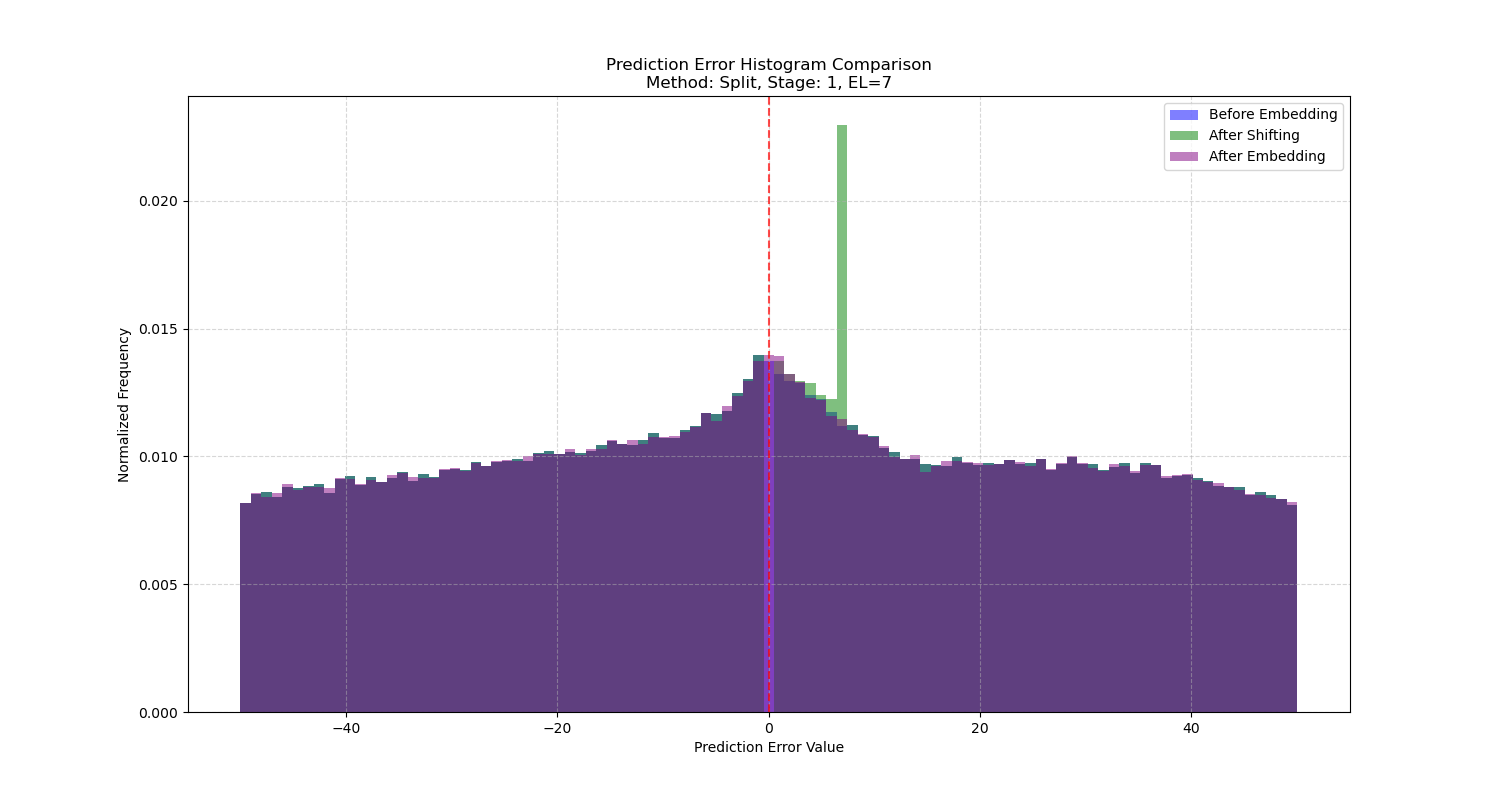 Prediction Error Histogram Comparison
Method: Split, Stage: 1, EL=7
Before Embedding
After Shifting
After Embedding
Normalized Frequency
0.020
0.015
0.010
0.005
0.000
−40
−20
0
20
40
Prediction Error Value